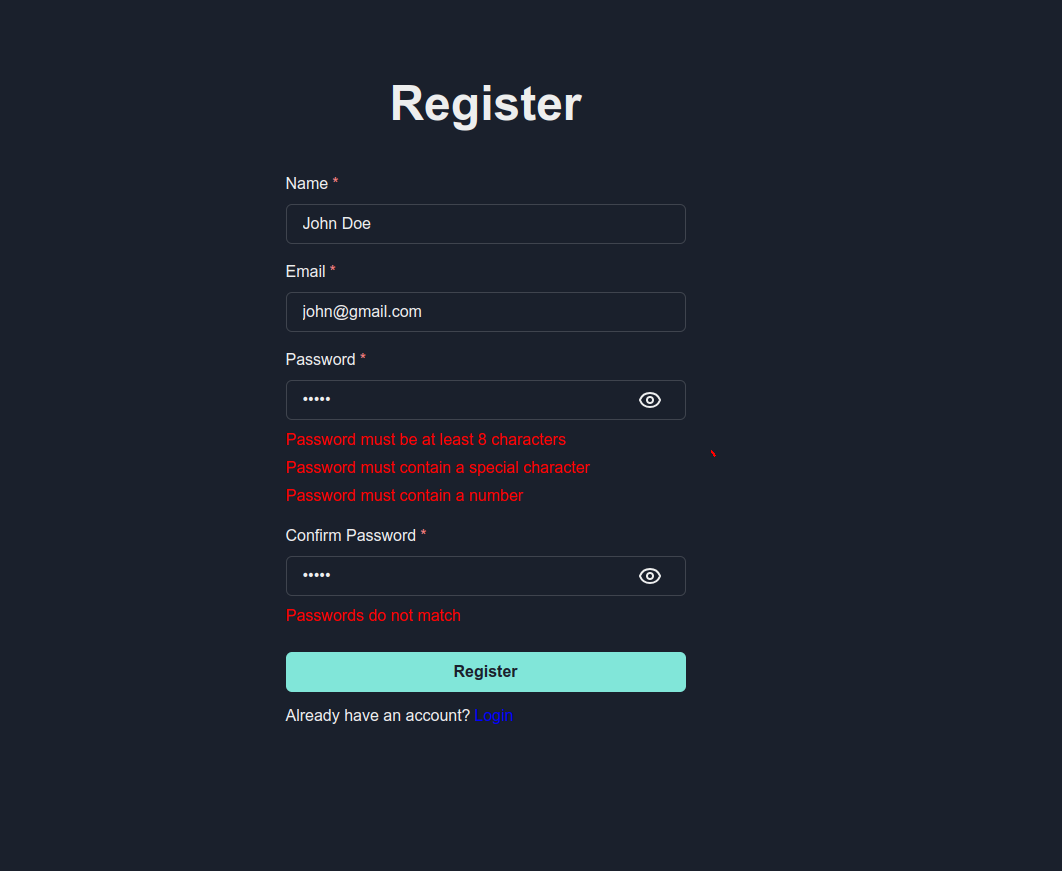 Register
Name *
John Doe
Email *
john@gmail.com
Password *
•••••
Password must be at least 8 characters
Password must contain a special character
Password must contain a number
Confirm Password *
•••••
Passwords do not match
Register
Already have an account? Login